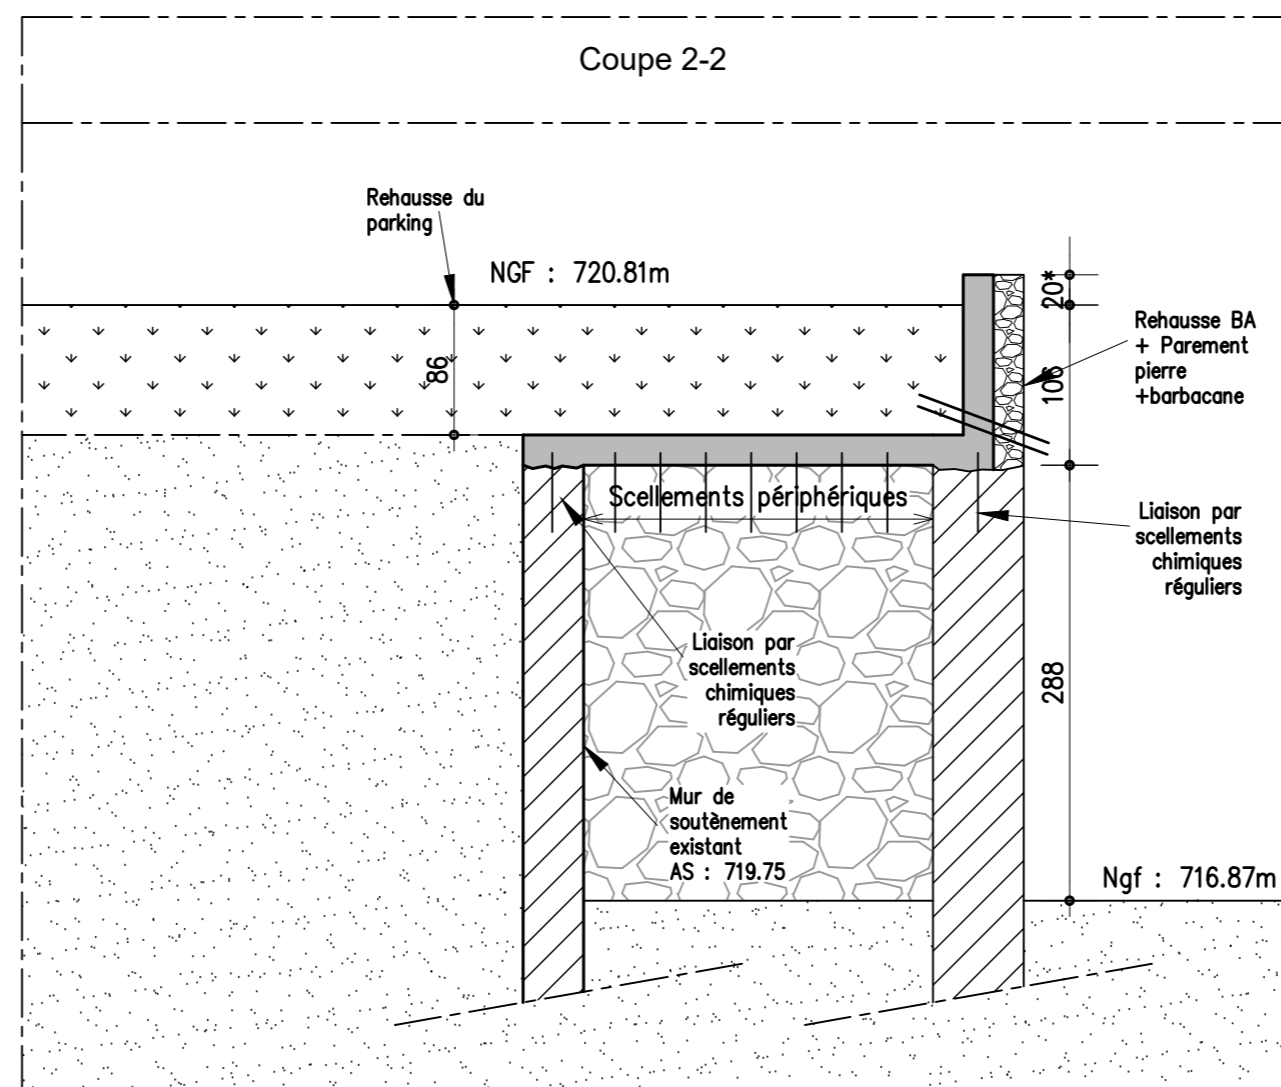 Coupe 2-2
Rehausse du
parking
NGF : 720.81m
20*
Rehausse BA
+ Parement
pierre
+barbacane
86
106
Scellements périphériques
Liaison par
scellements
chimiques
réguliers
Liaison par
scellements
chimiques
réguliers
288
Mur de
soutènement
existant
AS : 719.75
Ngf : 716.87m